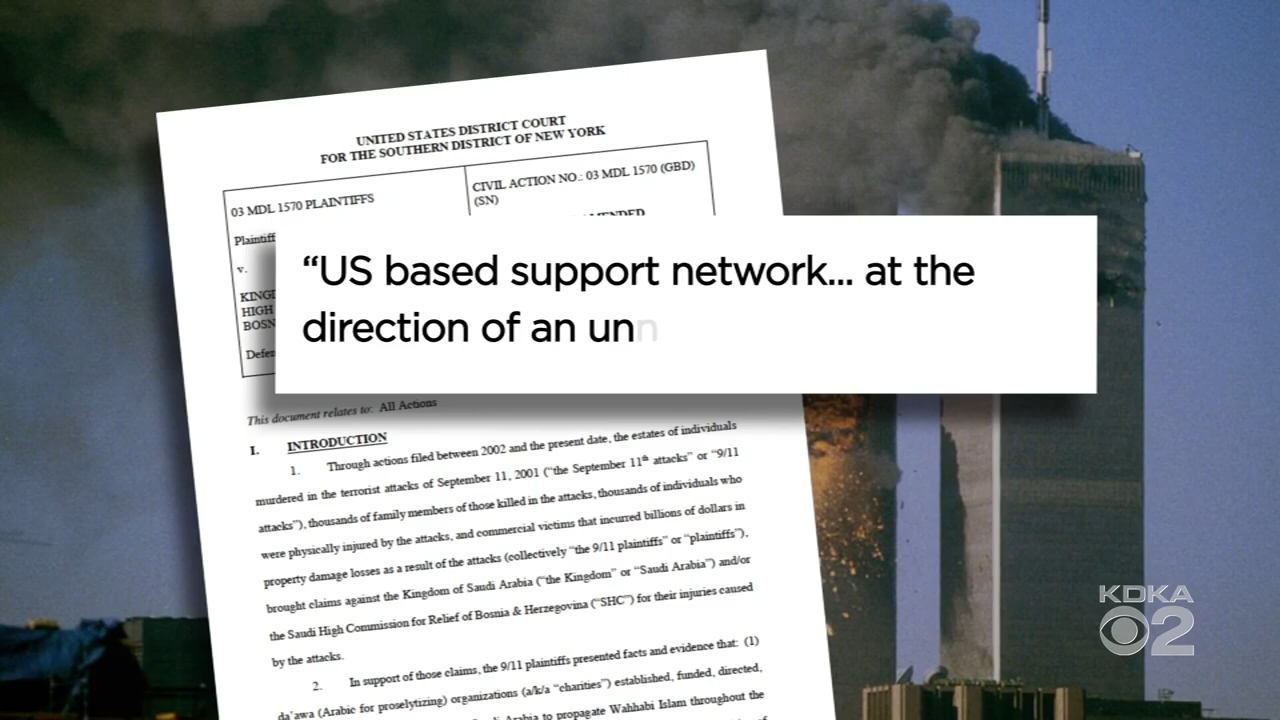 UNITED STATES DISTRICT COURT
FOR THE SOUTHERN DISTRICT OF NEW YORK
03 MDL 1570 PLAINTIFFS
CIVIL ACTION NO.: 03 MDL 1570 (GBD)
(SN)
v.
HIGH
“US based support network... at the
direction of an unn
This document relates to: All Actions
I. INTRODUCTION
1. Through actions filed between 2002 and the present date, the estates of individuals
murdered in the terrorist attacks of September 11, 2001 (“the September 11th attacks” or “9/11
attacks”), thousands of family members of those killed in the attacks, thousands of individuals who
were physically injured by the attacks, and commercial victims that incurred billions of dollars in
property damage losses as a result of the attacks (collectively “the 9/11 plaintiffs” or “plaintiffs”),
brought claims against the Kingdom of Saudi Arabia (“the Kingdom” or “Saudi Arabia”) and/or
the Saudi High Commission for Relief of Bosnia & Herzegovina (“SHC”) for their injuries caused
by the attacks.
2. In support of those claims, the 9/11 plaintiffs presented facts and evidence that: (1)
da’awa (Arabic for proselytizing) organizations (a/k/a “charities”) established, funded, directed,
Arabia to propagate Wahhabi Islam throughout the
KDKA
2